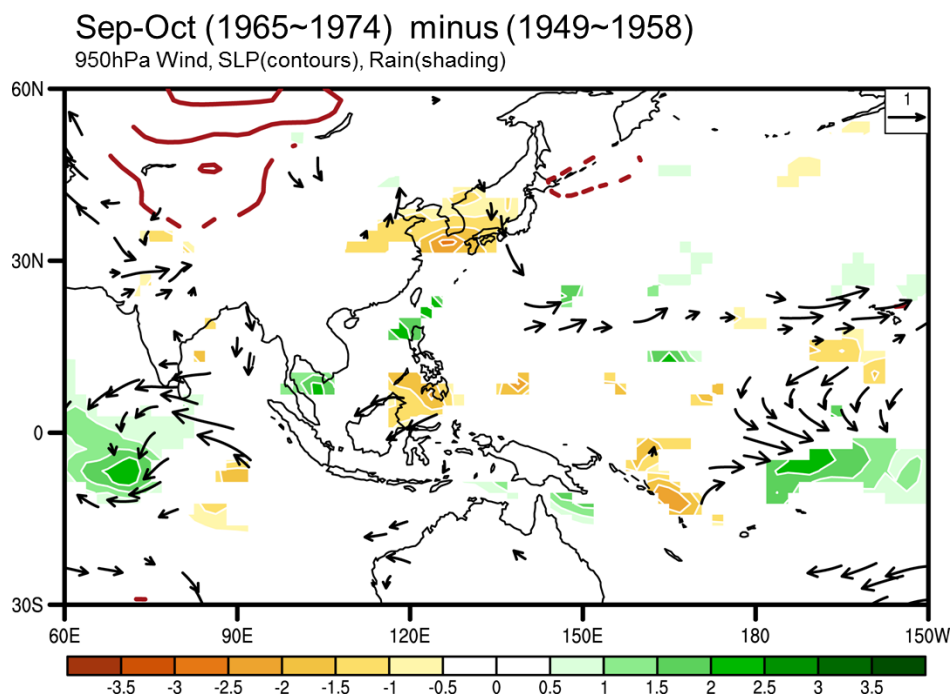 Sep-Oct (1965~1974) minus (1949~1958)
950hPa Wind, SLP(contours), Rain(shading)
60N
1
30N
0
30S
60E 90E 120E 150E 180 150W
-3.5 -3 -2.5 -2 -1.5 -1 -0.5 0 0.5 1 1.5 2 2.5 3 3.5